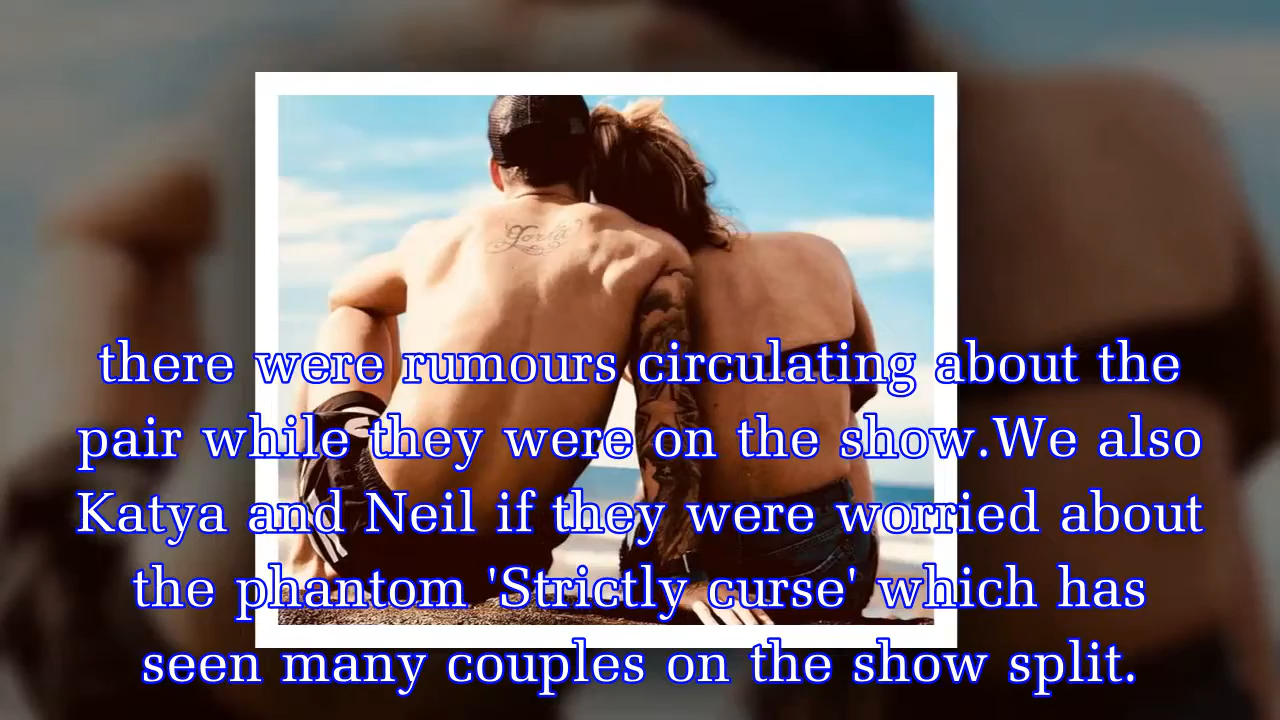 there were rumours circulating about the
pair while they were on the show.We also
Katya and Neil if they were worried about
the phantom 'Strictly curse' which has
seen many couples on the show split.